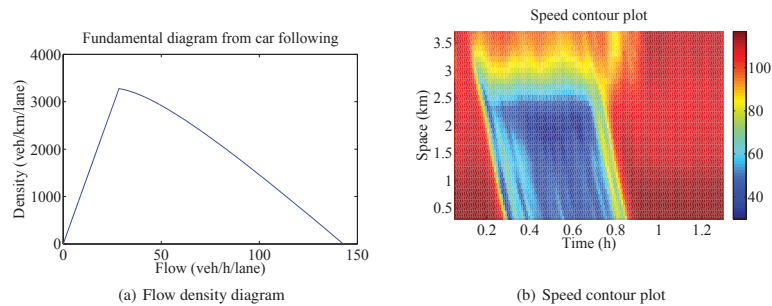 Fundamental diagram from car following
4000
3000
2000
1000
0
Density (veh/km/lane)
0 50 100 150
Flow (veh/h/lane)
(a) Flow density diagram
Speed contour plot
3.5
3
2.5
2
1.5
1
0.5
Space (km)
0.2 0.4 0.6 0.8 1 1.2
Time (h)
100
80
60
40
(b) Speed contour plot